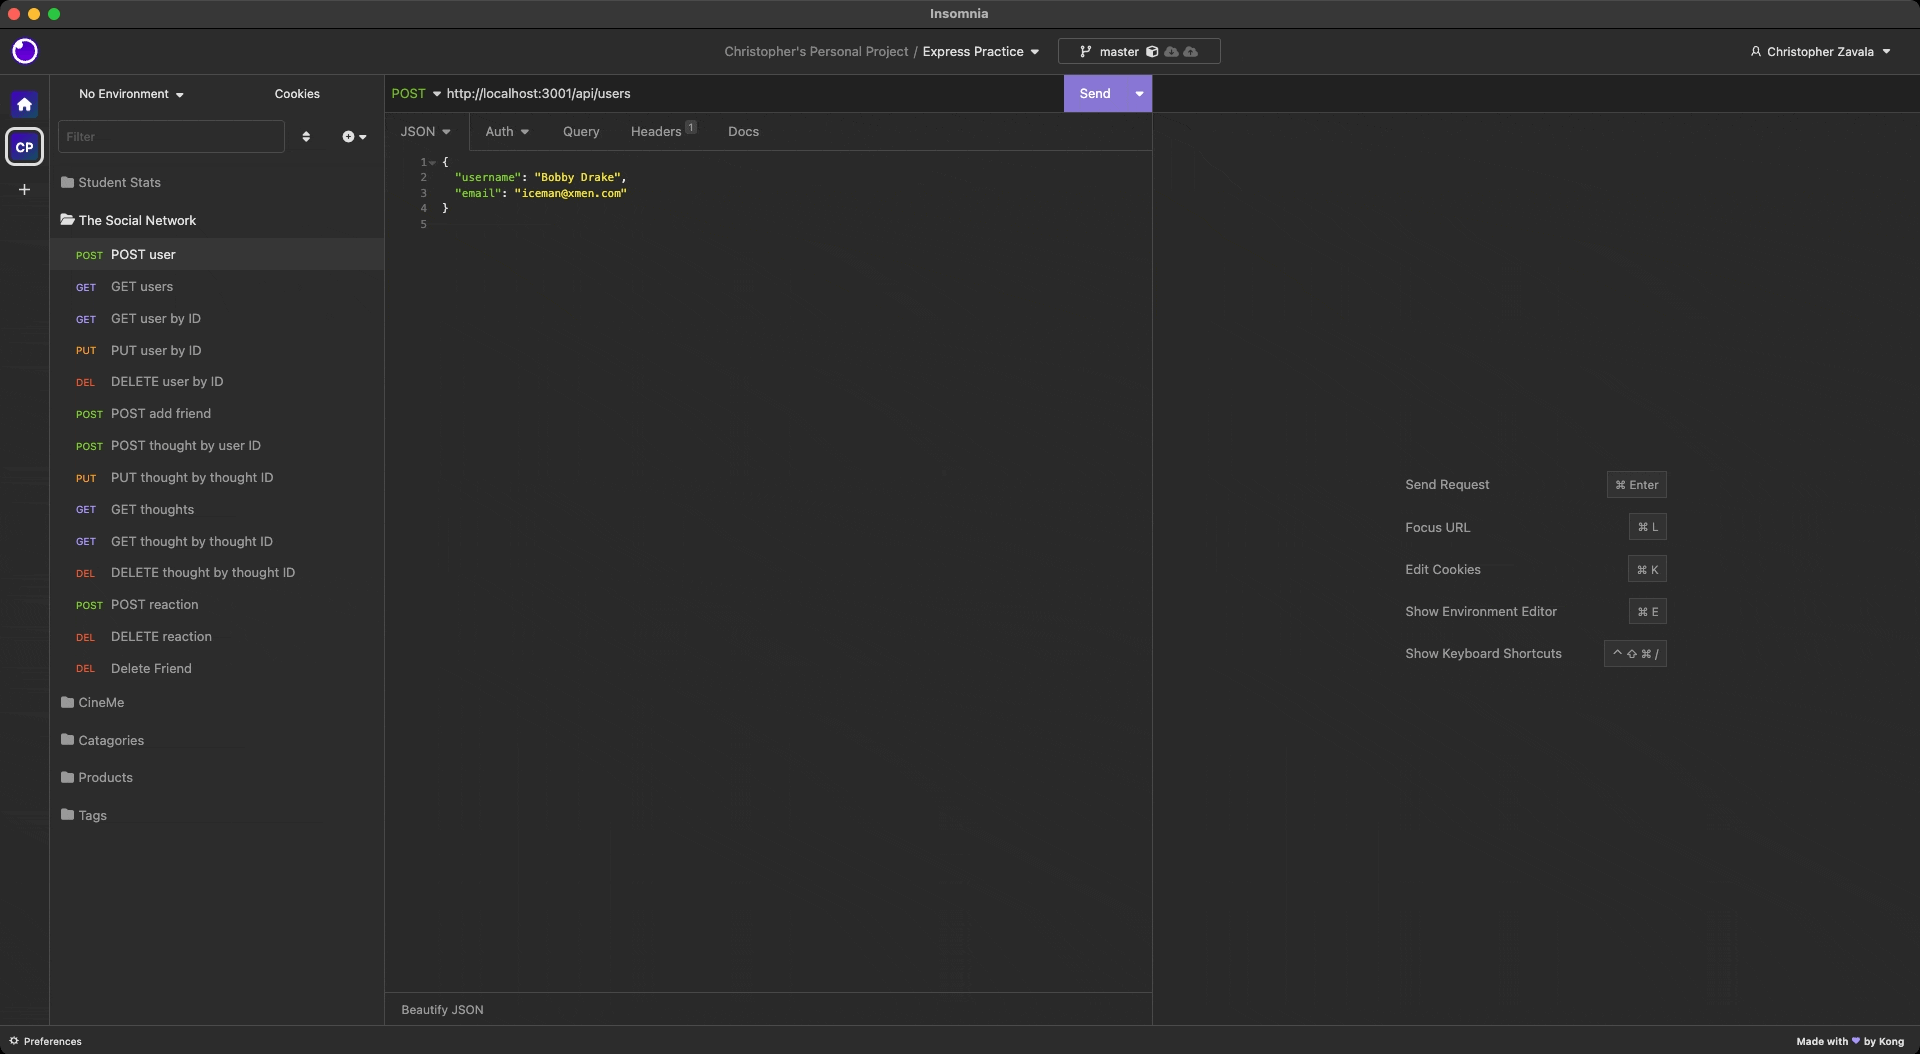 Insomnia
Christopher's Personal Project / Express Practice
master
Christopher Zavala
CP
No Environment
Cookies
Filter
Student Stats
The Social Network
POST POST user
GET GET users
GET GET user by ID
PUT PUT user by ID
DEL DELETE user by ID
POST POST add friend
POST POST thought by user ID
PUT PUT thought by thought ID
GET GET thoughts
GET GET thought by thought ID
DEL DELETE thought by thought ID
POST POST reaction
DEL DELETE reaction
DEL Delete Friend
CineMe
Catagories
Products
Tags
POST http://localhost:3001/api/users
Send
JSON Auth Query Headers 1 Docs
1 {
2 "username": "Bobby Drake",
3 "email": "iceman@xmen.com"
4 }
5
Beautify JSON
Send Request ⌘ Enter
Focus URL ⌘ L
Edit Cookies ⌘ K
Show Environment Editor ⌘ E
Show Keyboard Shortcuts ^ ⇧ ⌘ /
Preferences
Made with ♥ by Kong